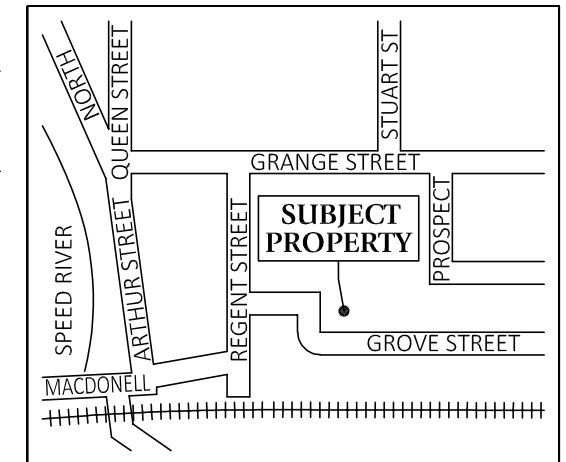 NORTH
QUEEN STREET
STUART ST
GRANGE STREET
SUBJECT
PROPERTY
PROSPECT
SPEED RIVER
ARTHUR STREET
REGENT STREET
GROVE STREET
MACDONELL